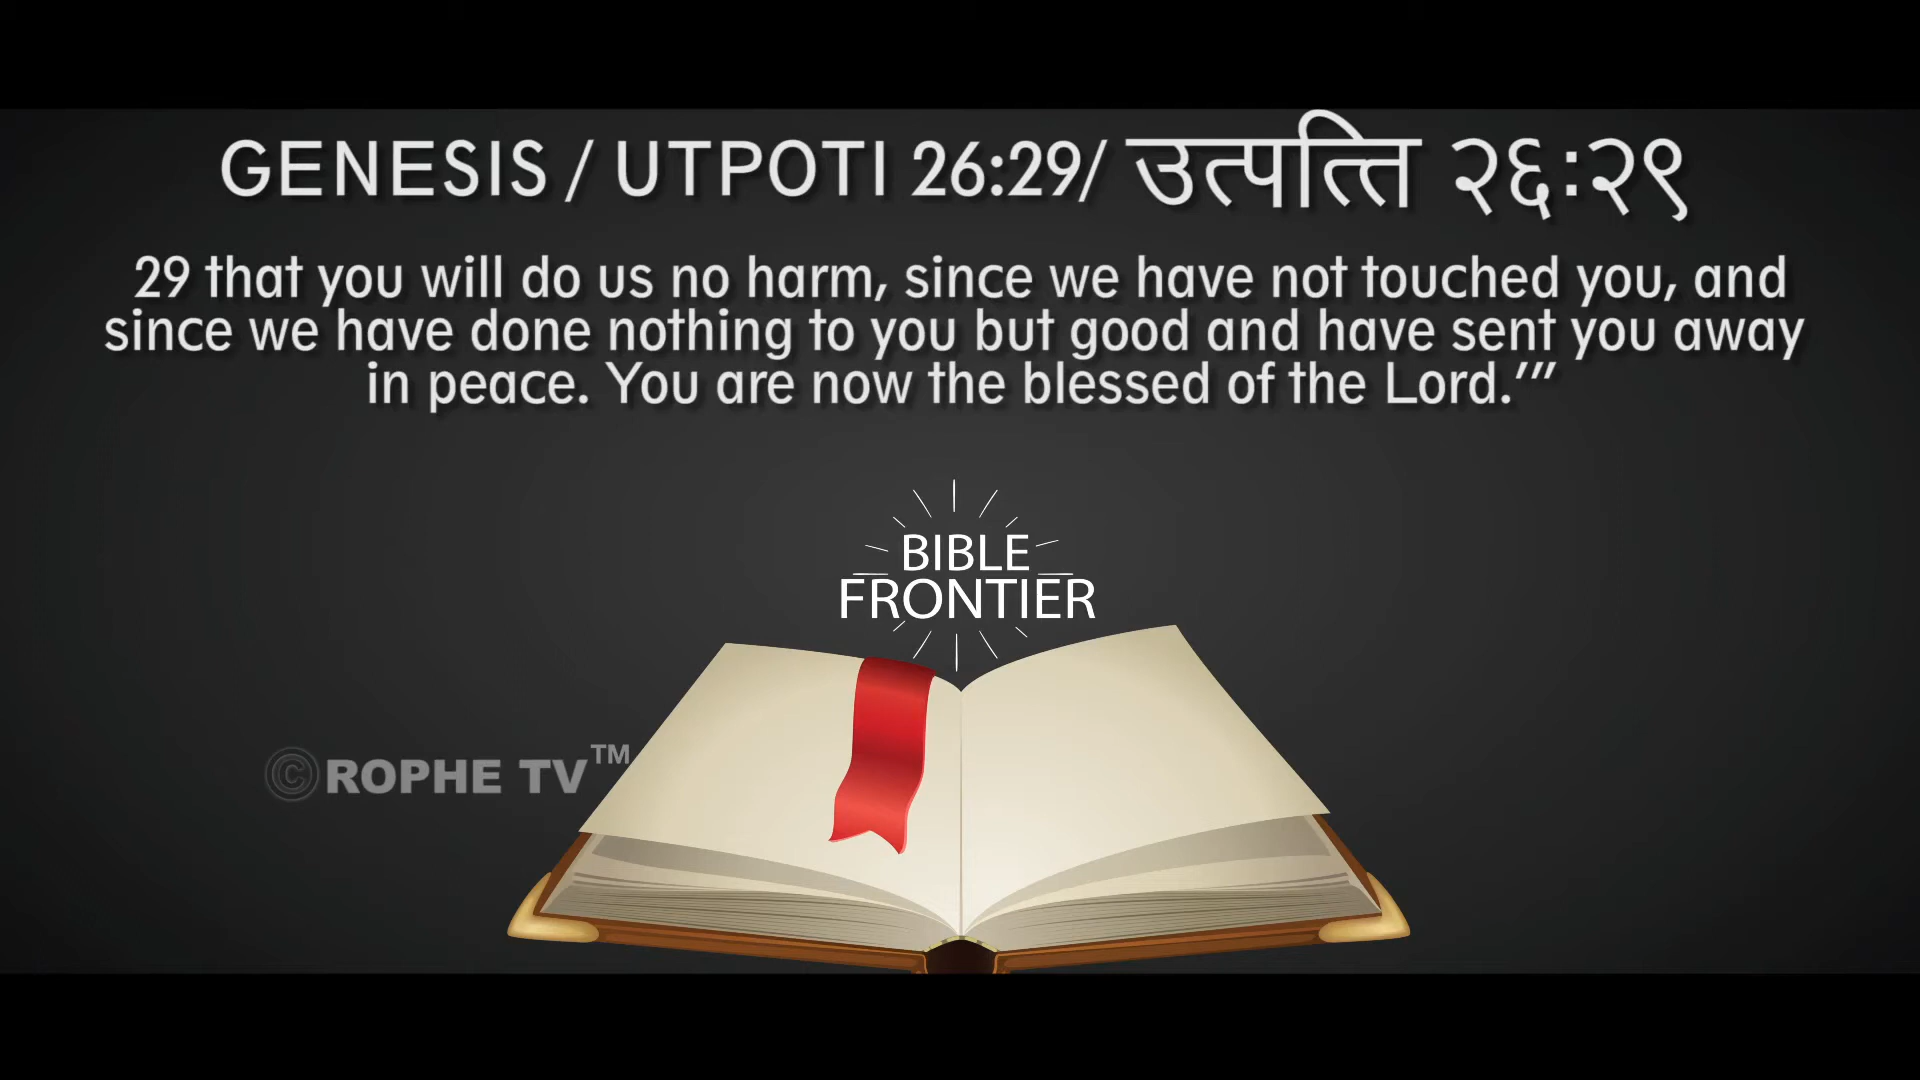 GENESIS / UTPOTI 26:29/ उत्पत्ति २६:२९
29 that you will do us no harm, since we have not touched you, and
since we have done nothing to you but good and have sent you away
in peace. You are now the blessed of the Lord.’”
BIBLE
FRONTIER
©ROPHE TV™